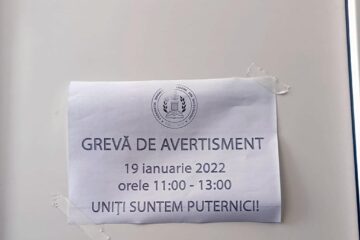 GREVĂ DE AVERTISMENT
19 ianuarie 2022
orele 11:00 - 13:00
UNIȚI SUNTEM PUTERNICI!